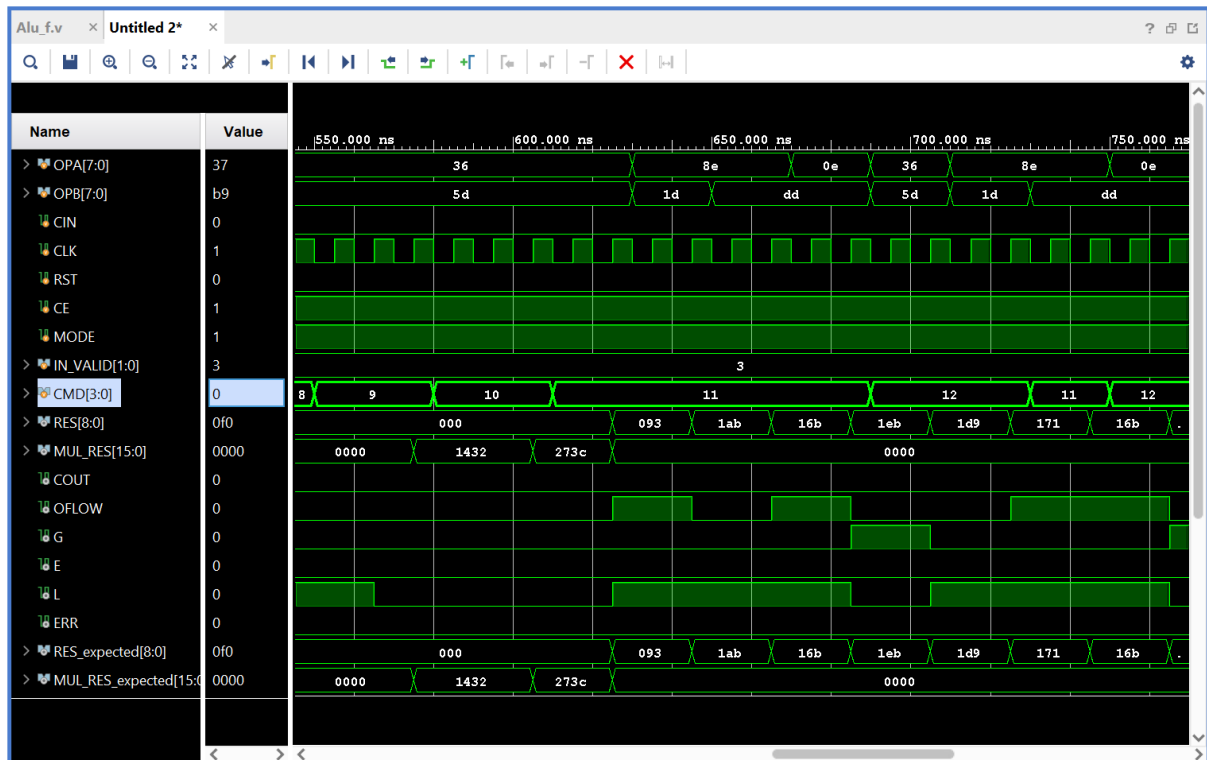 Alu_f.v × Untitled 2* × ?
Name Value
550.000 ns 600.000 ns 650.000 ns 700.000 ns 750.000 ns
OPA[7:0] 37 36 8e 0e 36 8e 0e
OPB[7:0] b9 5d 1d dd 5d 1d dd
CIN 0
CLK 1
RST 0
CE 1
MODE 1
IN_VALID[1:0] 3 3
CMD[3:0] 0 8 9 10 11 12 11 12
RES[8:0] 0f0 000 093 1ab 16b 1eb 1d9 171 16b .
MUL_RES[15:0] 0000 0000 1432 273c 0000
COUT 0
OFLOW 0
G 0
E 0
L 0
ERR 0
RES_expected[8:0] 0f0 000 093 1ab 16b 1eb 1d9 171 16b .
MUL_RES_expected[15:0 0000 0000 1432 273c 0000